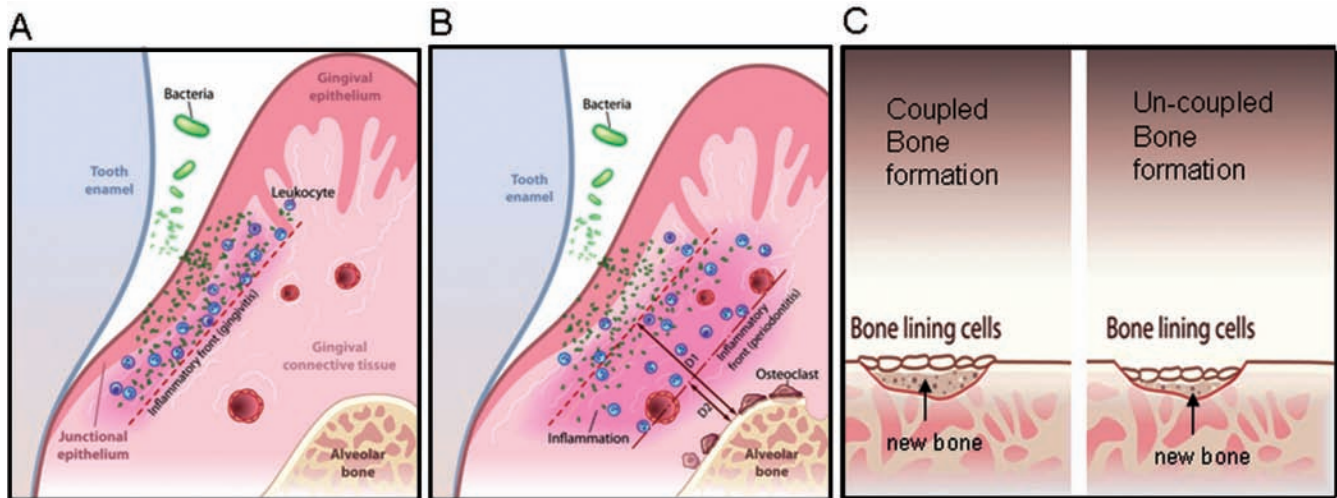 A
Bacteria
Gingival
epithelium
Tooth
enamel
Leukocyte
Inflammatory front (gingivitis)
Gingival
connective tissue
Junctional
epithelium
Alveolar
bone
B
Bacteria
Tooth
enamel
Inflammatory
front (periodontitis)
D1
Osteoclast
D2
Inflammation
Alveolar
bone
C
Coupled
Bone
formation
Bone lining cells
new bone
Un-coupled
Bone
formation
Bone lining cells
new bone